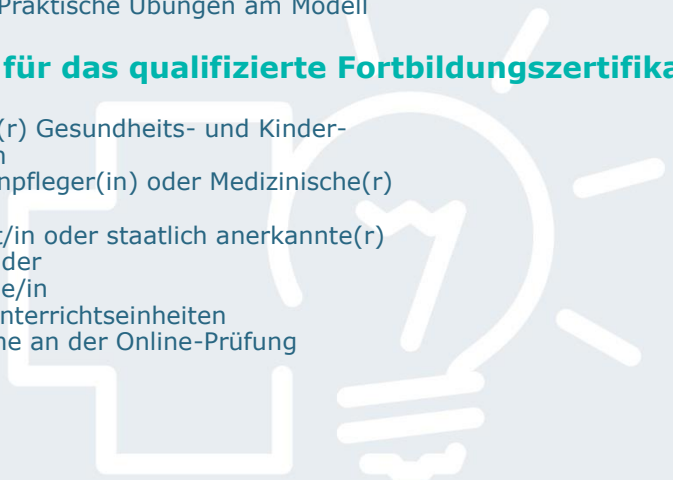 Praktische Übungen am Modell
für das qualifizierte Fortbildungszertifika
(r) Gesundheits- und Kinder-
n
npfleger(in) oder Medizinische(r)
t/in oder staatlich anerkannte(r)
der
e/in
nterrichtseinheiten
ne an der Online-Prüfung